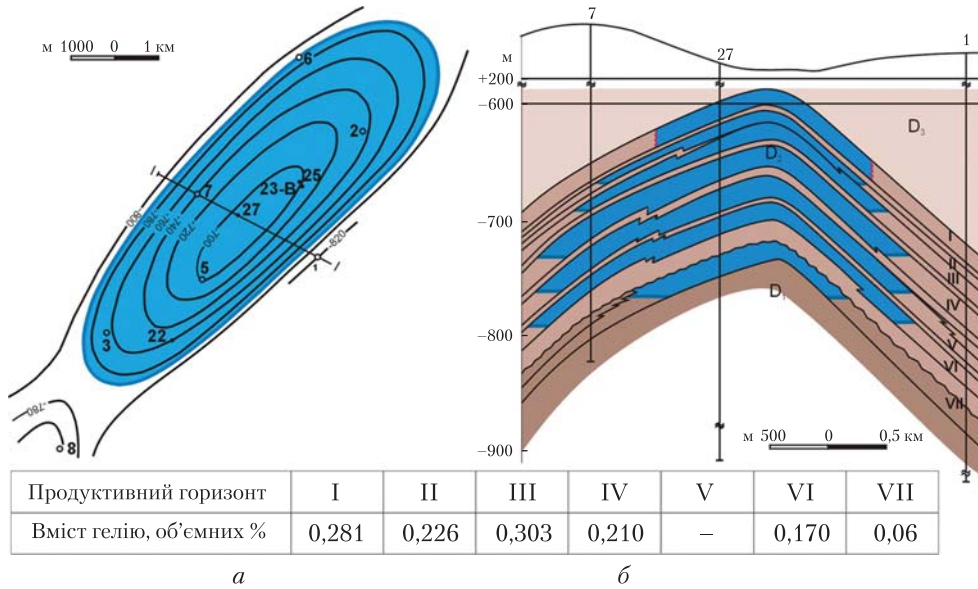 м 1000 0 1 км
6
2
25
23-В
7
27
I
I
1
5
22
3
8
-800
-780
-760
-740
-720
-700
-820
-780
7
27
1
м
+200
−600
−700
−800
−900
D₃
D₂
D₁
I
II
III
IV
V
VI
VII
м 500 0 0,5 км
Продуктивний горизонт I II III IV V VI VII
Вміст гелію, об’ємних % 0,281 0,226 0,303 0,210 – 0,170 0,06
а б